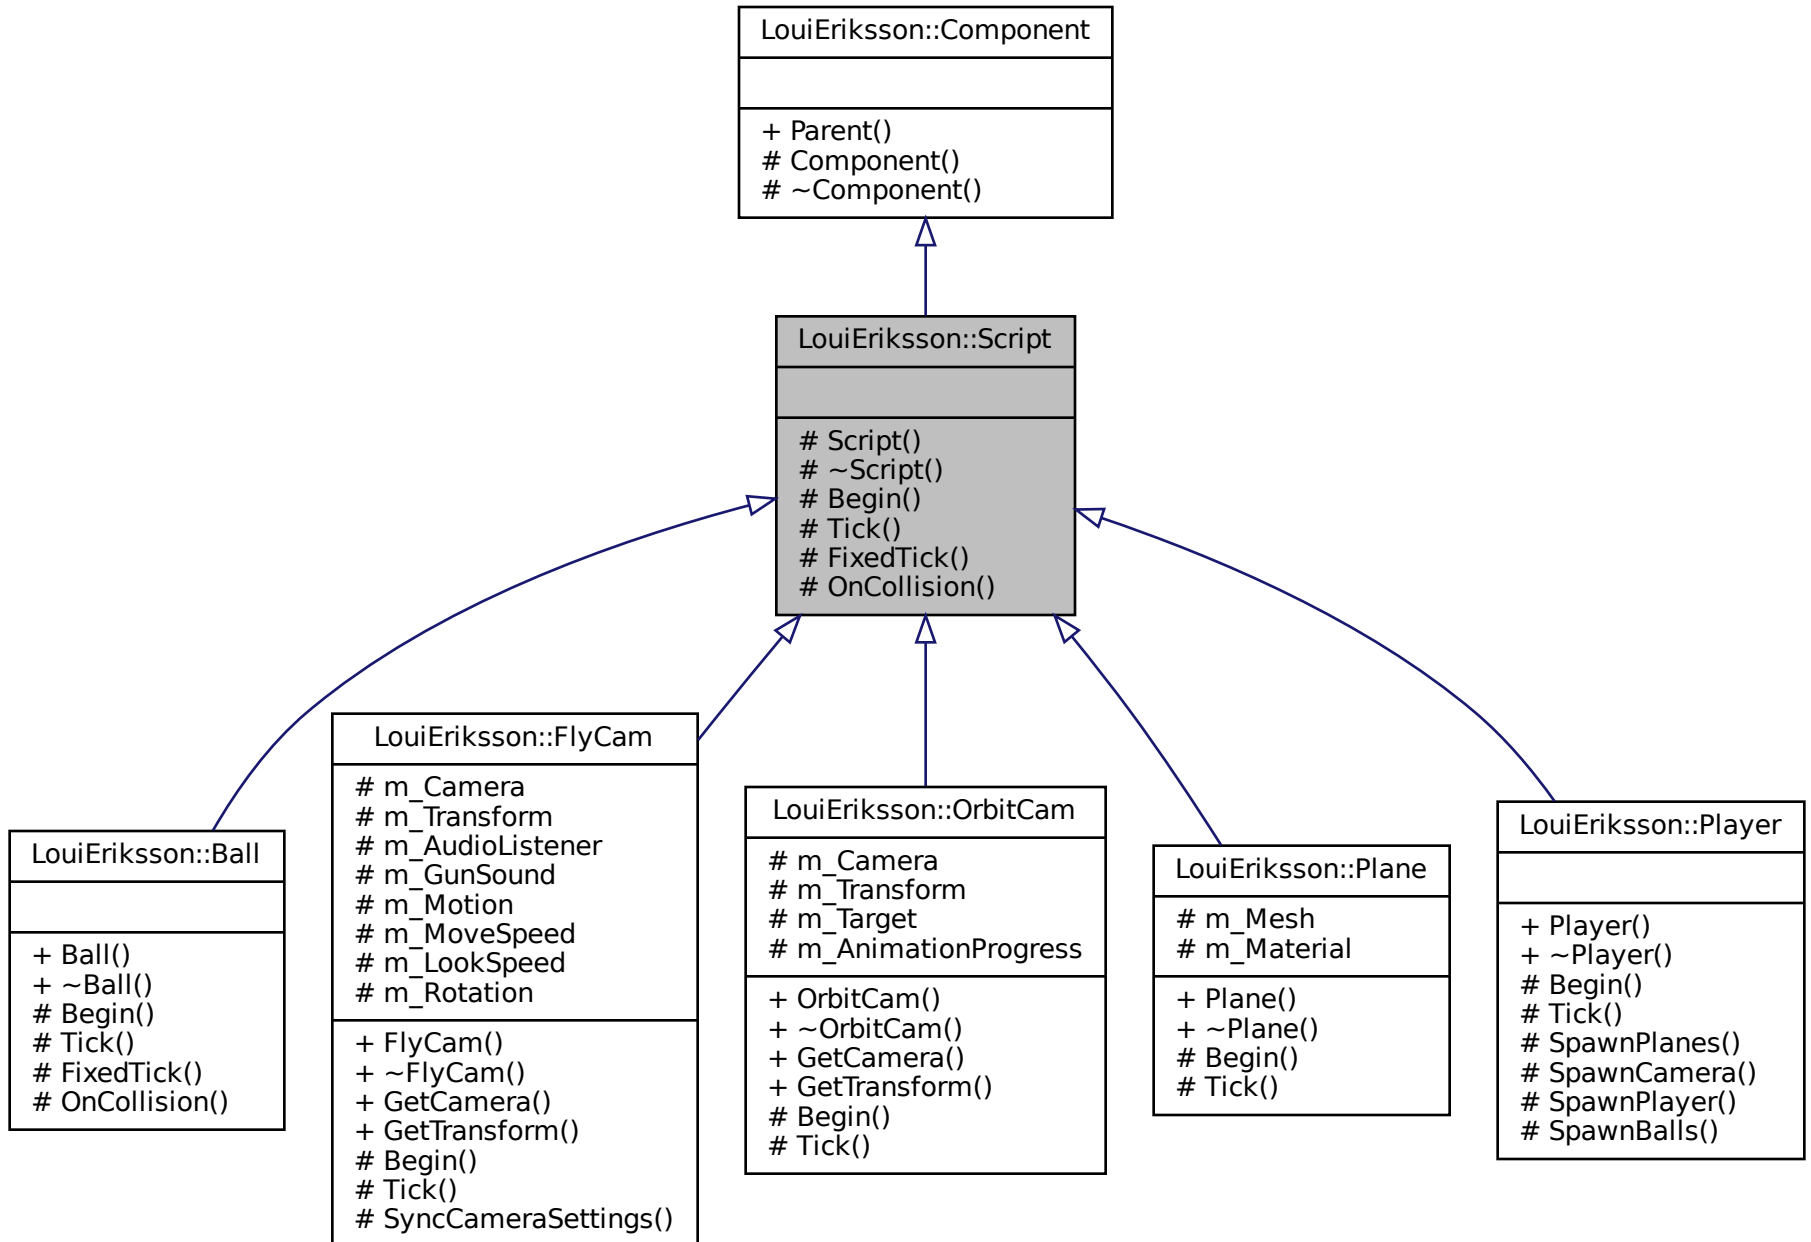 LouiEriksson::Component
+ Parent()
# Component()
# ~Component()
LouiEriksson::Script
# Script()
# ~Script()
# Begin()
# Tick()
# FixedTick()
# OnCollision()
LouiEriksson::Ball
+ Ball()
+ ~Ball()
# Begin()
# Tick()
# FixedTick()
# OnCollision()
LouiEriksson::FlyCam
# m_Camera
# m_Transform
# m_AudioListener
# m_GunSound
# m_Motion
# m_MoveSpeed
# m_LookSpeed
# m_Rotation
+ FlyCam()
+ ~FlyCam()
+ GetCamera()
+ GetTransform()
# Begin()
# Tick()
# SyncCameraSettings()
LouiEriksson::OrbitCam
# m_Camera
# m_Transform
# m_Target
# m_AnimationProgress
+ OrbitCam()
+ ~OrbitCam()
+ GetCamera()
+ GetTransform()
# Begin()
# Tick()
LouiEriksson::Plane
# m_Mesh
# m_Material
+ Plane()
+ ~Plane()
# Begin()
# Tick()
LouiEriksson::Player
+ Player()
+ ~Player()
# Begin()
# Tick()
# SpawnPlanes()
# SpawnCamera()
# SpawnPlayer()
# SpawnBalls()